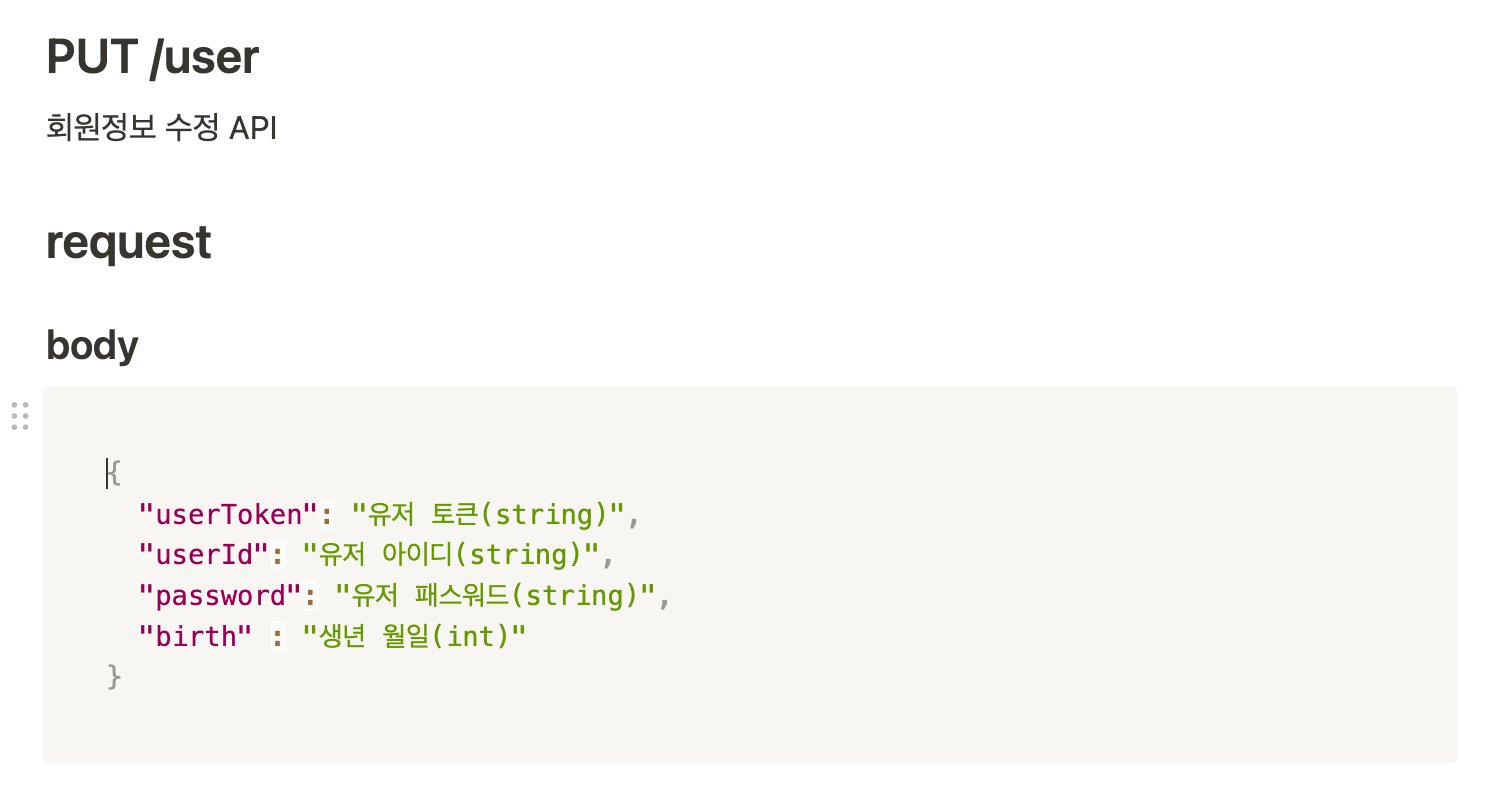 PUT /user
회원정보 수정 API
request
body
{
"userToken": "유저 토큰(string)",
"userId": "유저 아이디(string)",
"password": "유저 패스워드(string)",
"birth" : "생년 월일(int)"
}